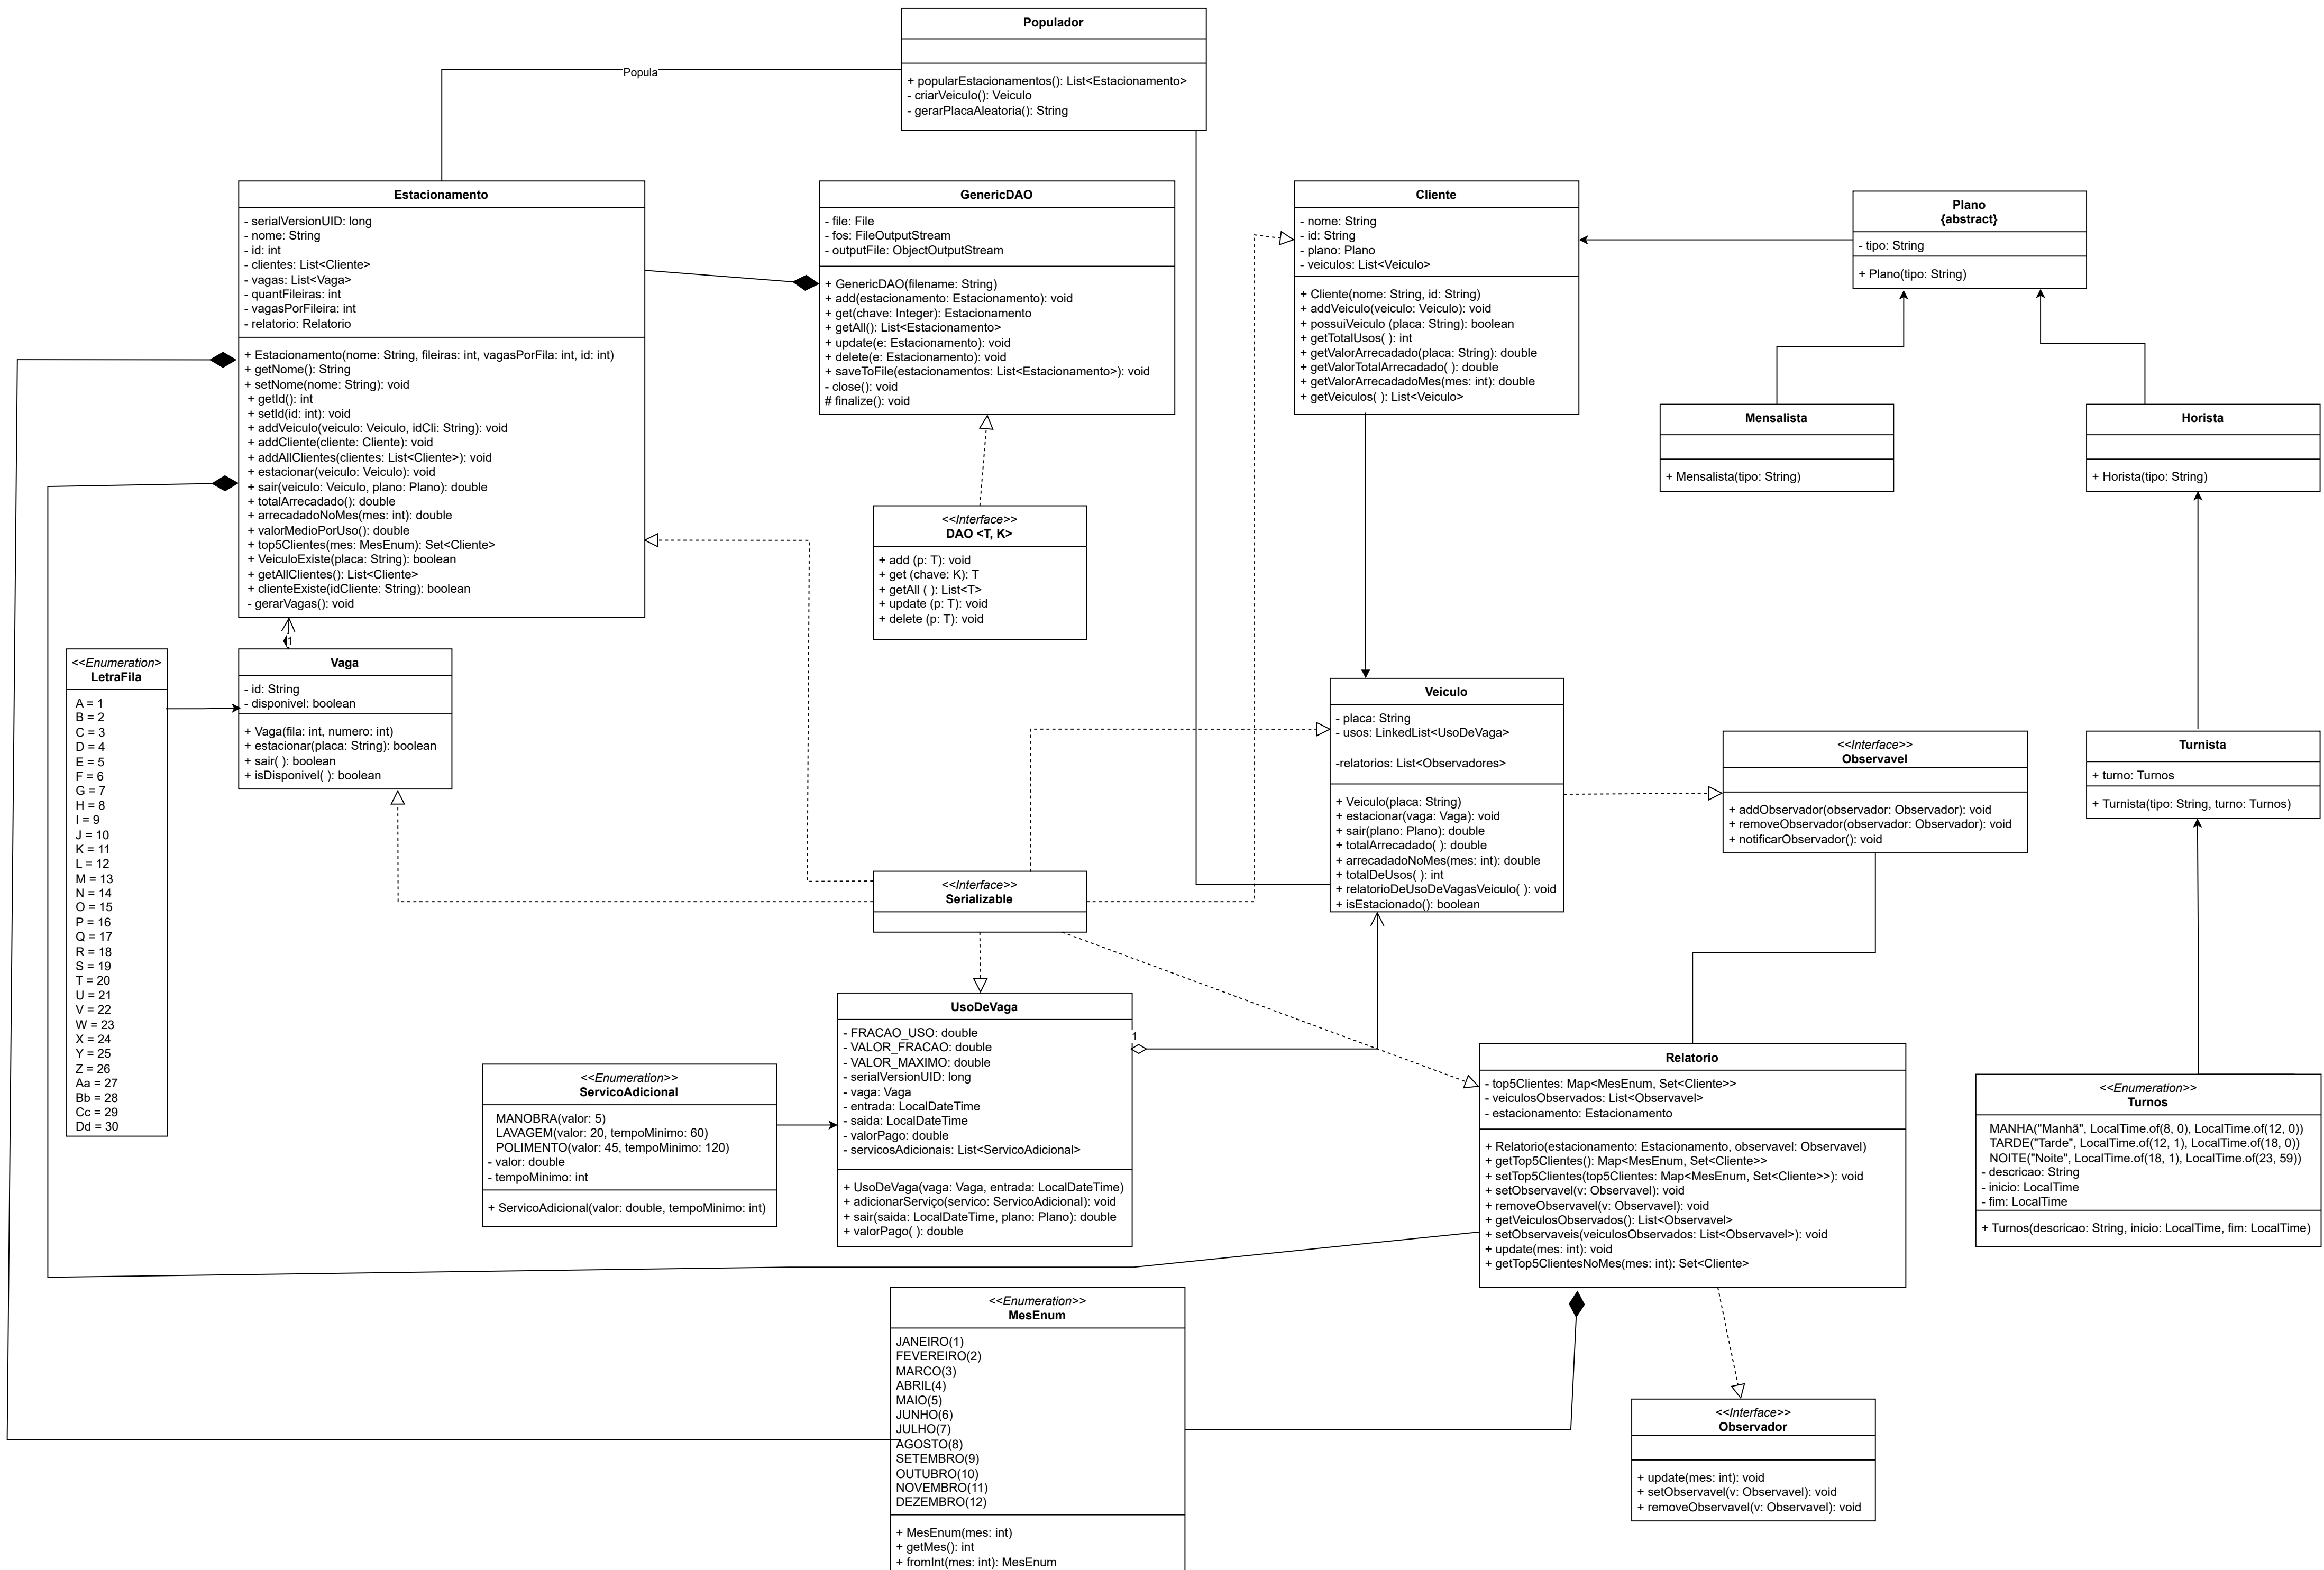 Populador
+ popularEstacionamentos(): List<Estacionamento>
- criarVeiculo(): Veiculo
- gerarPlacaAleatoria(): String
Popula
Estacionamento
- serialVersionUID: long
- nome: String
- id: int
- clientes: List<Cliente>
- vagas: List<Vaga>
- quantFileiras: int
- vagasPorFileira: int
- relatorio: Relatorio
+ Estacionamento(nome: String, fileiras: int, vagasPorFila: int, id: int)
+ getNome(): String
+ setNome(nome: String): void
+ getId(): int
+ setId(id: int): void
+ addVeiculo(veiculo: Veiculo, idCli: String): void
+ addCliente(cliente: Cliente): void
+ addAllClientes(clientes: List<Cliente>): void
+ estacionar(veiculo: Veiculo): void
+ sair(veiculo: Veiculo, plano: Plano): double
+ totalArrecadado(): double
+ arrecadadoNoMes(mes: int): double
+ valorMedioPorUso(): double
+ top5Clientes(mes: MesEnum): Set<Cliente>
+ VeiculoExiste(placa: String): boolean
+ getAllClientes(): List<Cliente>
+ clienteExiste(idCliente: String): boolean
- gerarVagas(): void
GenericDAO
- file: File
- fos: FileOutputStream
- outputFile: ObjectOutputStream
+ GenericDAO(filename: String)
+ add(estacionamento: Estacionamento): void
+ get(chave: Integer): Estacionamento
+ getAll(): List<Estacionamento>
+ update(e: Estacionamento): void
+ delete(e: Estacionamento): void
+ saveToFile(estacionamentos: List<Estacionamento>): void
- close(): void
# finalize(): void
Cliente
- nome: String
- id: String
- plano: Plano
- veiculos: List<Veiculo>
+ Cliente(nome: String, id: String)
+ addVeiculo(veiculo: Veiculo): void
+ possuiVeiculo (placa: String): boolean
+ getTotalUsos( ): int
+ getValorArrecadado(placa: String): double
+ getValorTotalArrecadado( ): double
+ getValorArrecadadoMes(mes: int): double
+ getVeiculos( ): List<Veiculo>
Plano
{abstract}
- tipo: String
+ Plano(tipo: String)
Mensalista
+ Mensalista(tipo: String)
Horista
+ Horista(tipo: String)
<<Interface>>
DAO <T, K>
+ add (p: T): void
+ get (chave: K): T
+ getAll ( ): List<T>
+ update (p: T): void
+ delete (p: T): void
1
<<Enumeration>
LetraFila
A = 1
B = 2
C = 3
D = 4
E = 5
F = 6
G = 7
H = 8
I = 9
J = 10
K = 11
L = 12
M = 13
N = 14
O = 15
P = 16
Q = 17
R = 18
S = 19
T = 20
U = 21
V = 22
W = 23
X = 24
Y = 25
Z = 26
Aa = 27
Bb = 28
Cc = 29
Dd = 30
Vaga
- id: String
- disponivel: boolean
+ Vaga(fila: int, numero: int)
+ estacionar(placa: String): boolean
+ sair( ): boolean
+ isDisponivel( ): boolean
Veiculo
- placa: String
- usos: LinkedList<UsoDeVaga>
-relatorios: List<Observadores>
+ Veiculo(placa: String)
+ estacionar(vaga: Vaga): void
+ sair(plano: Plano): double
+ totalArrecadado( ): double
+ arrecadadoNoMes(mes: int): double
+ totalDeUsos( ): int
+ relatorioDeUsoDeVagasVeiculo( ): void
+ isEstacionado(): boolean
<<Interface>>
Observavel
+ addObservador(observador: Observador): void
+ removeObservador(observador: Observador): void
+ notificarObservador(): void
Turnista
+ turno: Turnos
+ Turnista(tipo: String, turno: Turnos)
<<Interface>>
Serializable
UsoDeVaga
- FRACAO_USO: double
- VALOR_FRACAO: double
- VALOR_MAXIMO: double
- serialVersionUID: long
- vaga: Vaga
- entrada: LocalDateTime
- saida: LocalDateTime
- valorPago: double
- servicosAdicionais: List<ServicoAdicional>
+ UsoDeVaga(vaga: Vaga, entrada: LocalDateTime)
+ adicionarServiço(servico: ServicoAdicional): void
+ sair(saida: LocalDateTime, plano: Plano): double
+ valorPago( ): double
1
<<Enumeration>>
ServicoAdicional
MANOBRA(valor: 5)
LAVAGEM(valor: 20, tempoMinimo: 60)
POLIMENTO(valor: 45, tempoMinimo: 120)
- valor: double
- tempoMinimo: int
+ ServicoAdicional(valor: double, tempoMinimo: int)
Relatorio
- top5Clientes: Map<MesEnum, Set<Cliente>>
- veiculosObservados: List<Observavel>
- estacionamento: Estacionamento
+ Relatorio(estacionamento: Estacionamento, observavel: Observavel)
+ getTop5Clientes(): Map<MesEnum, Set<Cliente>>
+ setTop5Clientes(top5Clientes: Map<MesEnum, Set<Cliente>>): void
+ setObservavel(v: Observavel): void
+ removeObservavel(v: Observavel): void
+ getVeiculosObservados(): List<Observavel>
+ setObservaveis(veiculosObservados: List<Observavel>): void
+ update(mes: int): void
+ getTop5ClientesNoMes(mes: int): Set<Cliente>
<<Enumeration>>
Turnos
MANHA("Manhã", LocalTime.of(8, 0), LocalTime.of(12, 0))
TARDE("Tarde", LocalTime.of(12, 1), LocalTime.of(18, 0))
NOITE("Noite", LocalTime.of(18, 1), LocalTime.of(23, 59))
- descricao: String
- inicio: LocalTime
- fim: LocalTime
+ Turnos(descricao: String, inicio: LocalTime, fim: LocalTime)
<<Enumeration>>
MesEnum
JANEIRO(1)
FEVEREIRO(2)
MARCO(3)
ABRIL(4)
MAIO(5)
JUNHO(6)
JULHO(7)
AGOSTO(8)
SETEMBRO(9)
OUTUBRO(10)
NOVEMBRO(11)
DEZEMBRO(12)
+ MesEnum(mes: int)
+ getMes(): int
+ fromInt(mes: int): MesEnum
<<Interface>>
Observador
+ update(mes: int): void
+ setObservavel(v: Observavel): void
+ removeObservavel(v: Observavel): void